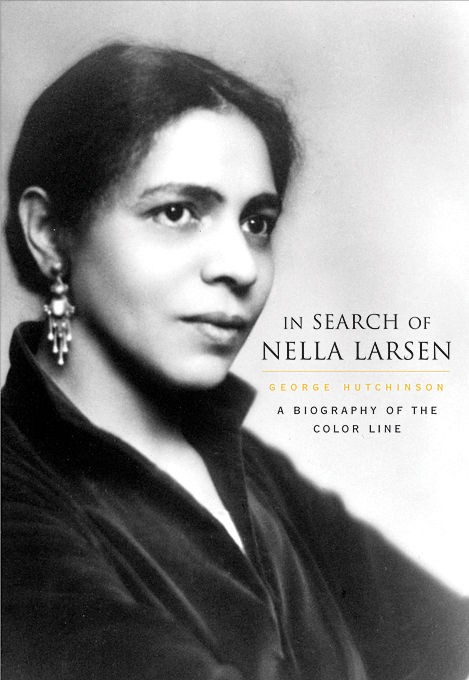 IN SEARCH OF
NELLA LARSEN
GEORGE HUTCHINSON
A BIOGRAPHY OF THE
COLOR LINE